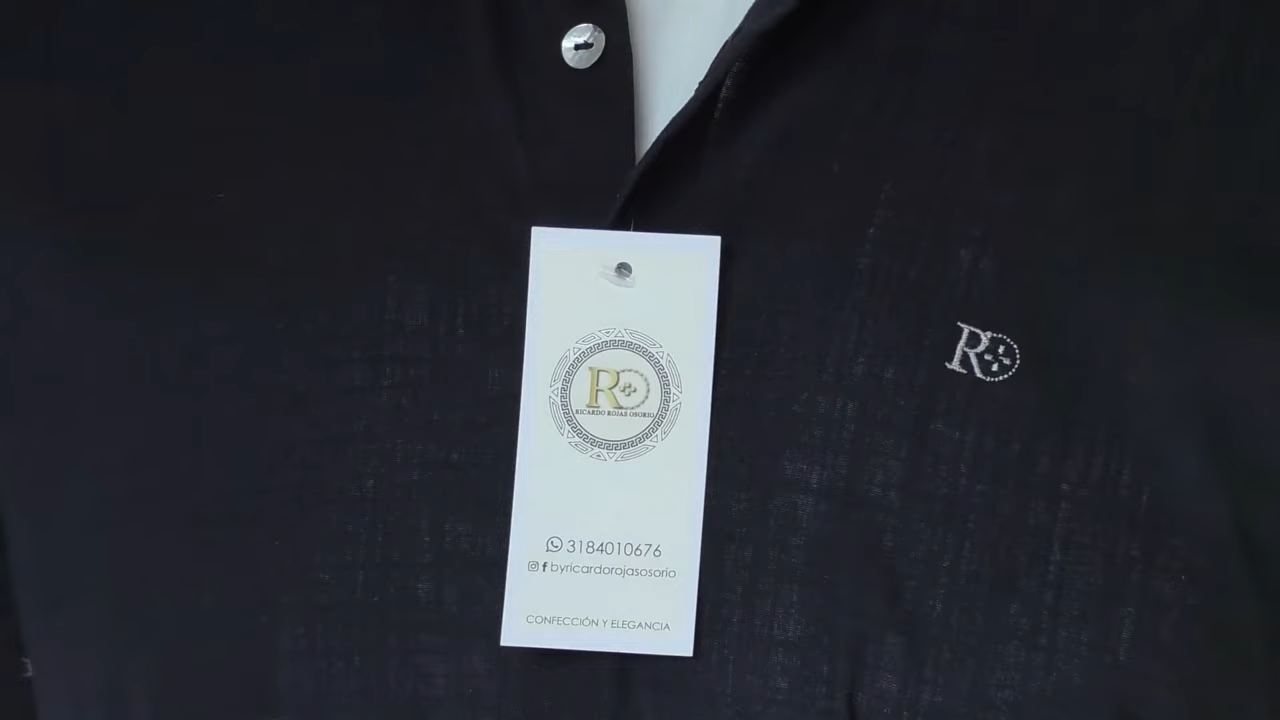 R
RICARDO ROJAS OSORIO
3184010676
byricardorojasosorio
CONFECCIÓN Y ELEGANCIA
R